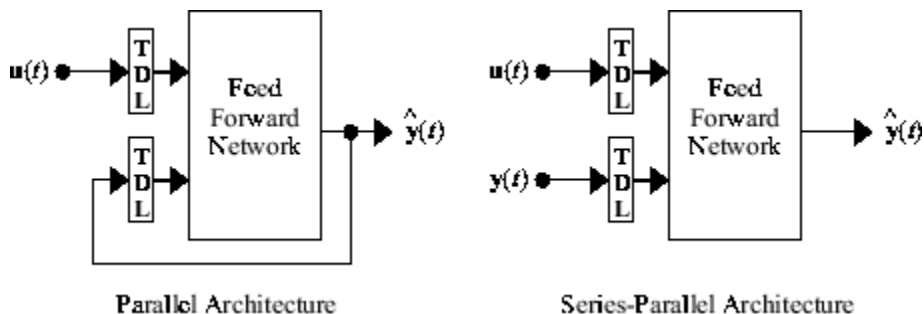 u(t)
T
D
L
Feed
Forward
Network
ŷ(t)
T
D
L
Parallel Architecture
u(t)
T
D
L
Feed
Forward
Network
ŷ(t)
y(t)
T
D
L
Series-Parallel Architecture